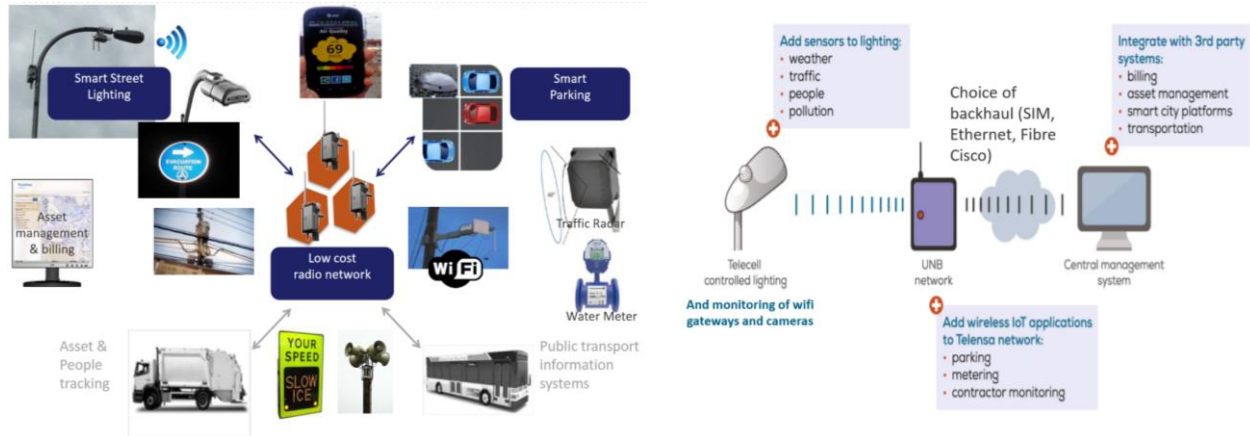 Smart Street
Lighting
Air Quality
69
Smart
Parking
EVACUATION
ROUTE
Asset
management
& billing
Traffic Radar
Low cost
radio network
WiFi
Water Meter
Asset &
People
tracking
YOUR
SPEED
SLOW
ICE
Public transport
information
systems
Add sensors to lighting:
• weather
• traffic
• people
• pollution
Choice of
backhaul (SIM,
Ethernet, Fibre
Cisco)
Integrate with 3rd party
systems:
• billing
• asset management
• smart city platforms
• transportation
Telecell
controlled lighting
UNB
network
Central management
system
And monitoring of wifi
gateways and cameras
Add wireless IoT applications
to Telensa network:
• parking
• metering
• contractor monitoring